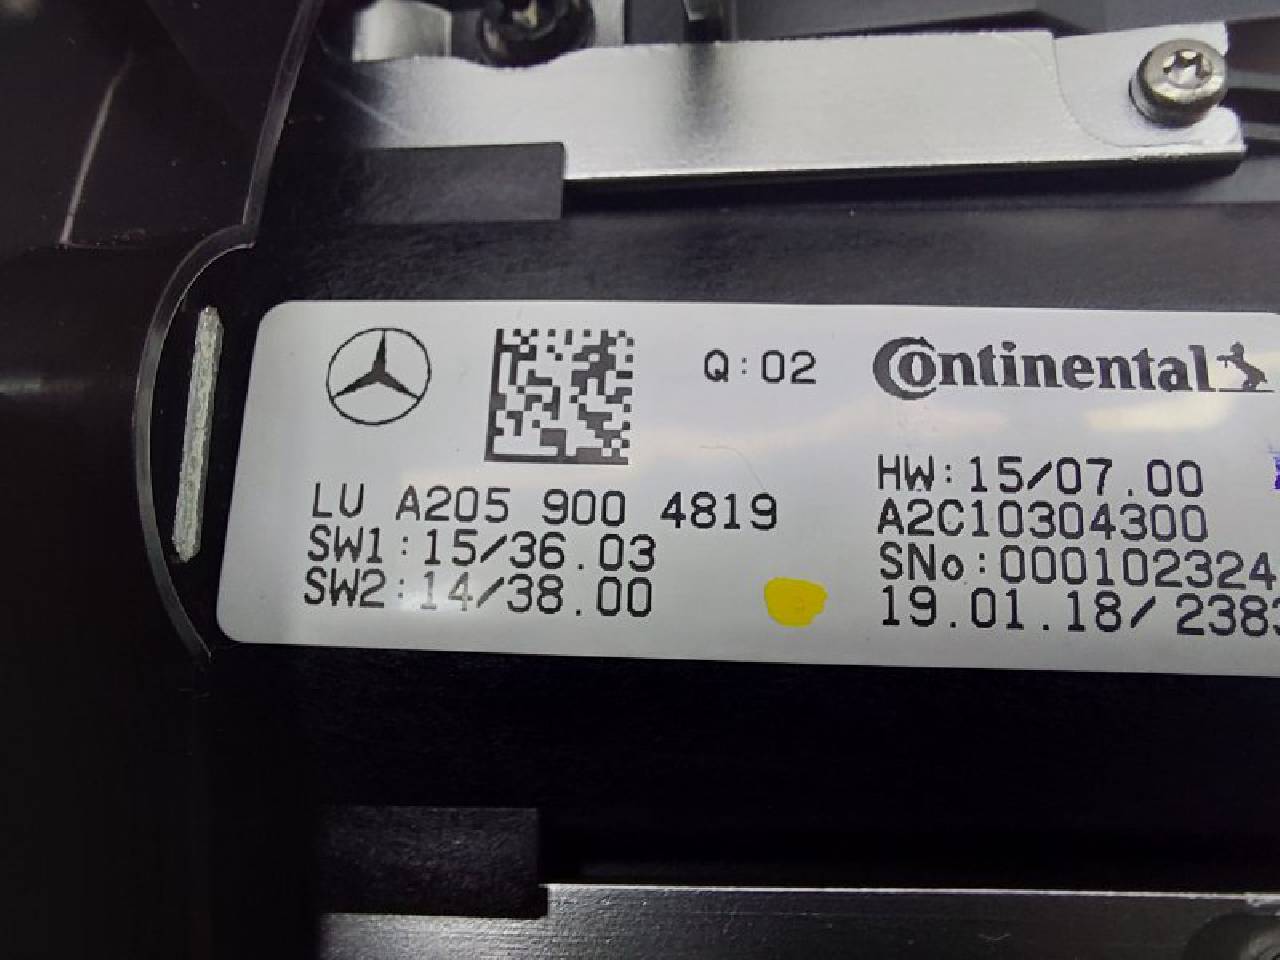 Q:02
Continental
LU A205 900 4819
SW1:15/36.03
SW2:14/38.00
HW:15/07.00
A2C10304300
SNo:000102324
19.01.18/ 2383